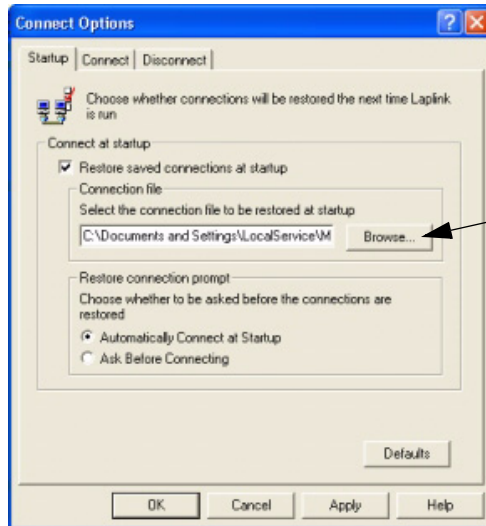 Connect Options
Startup Connect Disconnect
Choose whether connections will be restored the next time Laplink
is run
Connect at startup
Restore saved connections at startup
Connection file
Select the connection file to be restored at startup
C:\Documents and Settings\LocalService\M
Browse...
Restore connection prompt
Choose whether to be asked before the connections are
restored
Automatically Connect at Startup
Ask Before Connecting
Defaults
OK Cancel Apply Help